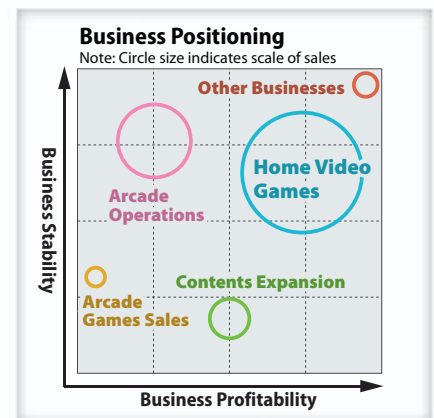 Business Positioning
Note: Circle size indicates scale of sales
Other Businesses
Home Video
Games
Arcade
Operations
Contents Expansion
Arcade
Games Sales
Business Stability
Business Profitability